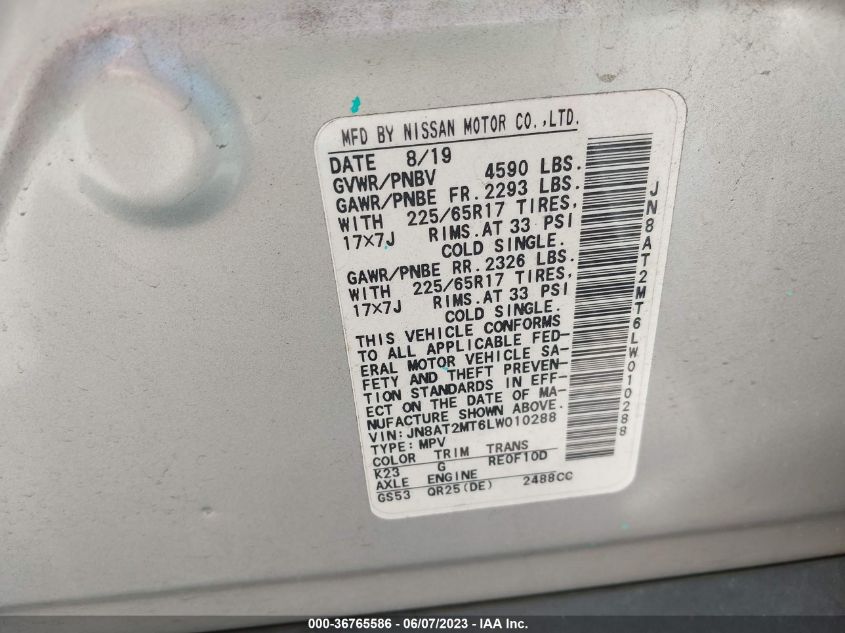 MFD BY NISSAN MOTOR CO.,LTD.
DATE 8/19
GVWR/PNBV 4590 LBS.
GAWR/PNBE FR. 2293 LBS.
WITH 225/65R17 TIRES,
17×7J RIMS.AT 33 PSI
COLD SINGLE.
GAWR/PNBE RR. 2326 LBS.
WITH 225/65R17 TIRES,
17×7J RIMS.AT 33 PSI
COLD SINGLE.
THIS VEHICLE CONFORMS
TO ALL APPLICABLE FED-
ERAL MOTOR VEHICLE SA-
FETY AND THEFT PREVEN-
TION STANDARDS IN EFF-
ECT ON THE DATE OF MA-
NUFACTURE SHOWN ABOVE.
VIN:JN8AT2MT6LW010288
TYPE:MPV
COLOR TRIM TRANS
K23 G RE0F10D
AXLE ENGINE
GS53 QR25(DE) 2488CC
JN8AT2MT6LW010288
000-36765586 - 06/07/2023 - IAA Inc.